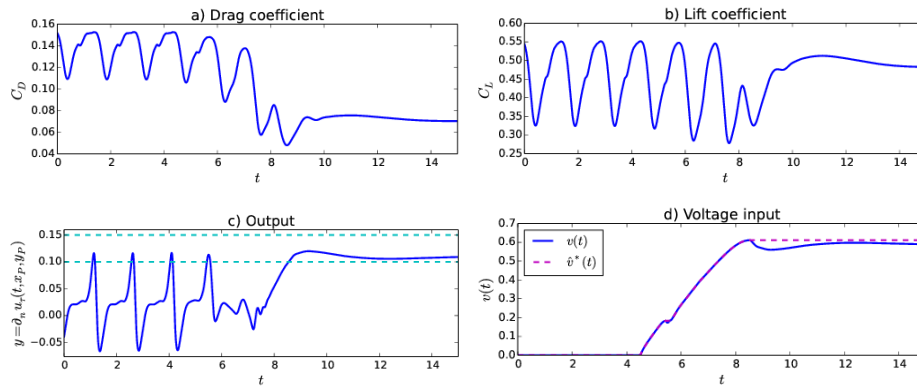 a) Drag coefficient
0.16
0.14
0.12
0.10
0.08
0.06
0.04
C_D
0 2 4 6 8 10 12 14
t
b) Lift coefficient
0.60
0.55
0.50
0.45
0.40
0.35
0.30
0.25
C_L
0 2 4 6 8 10 12 14
t
c) Output
0.15
0.10
0.05
0.00
−0.05
y=∂_n u_τ(t,x_P,y_P)
0 2 4 6 8 10 12 14
t
d) Voltage input
0.7
0.6
0.5
0.4
0.3
0.2
0.1
0.0
v(t)
v(t)
v̂*(t)
0 2 4 6 8 10 12 14
t